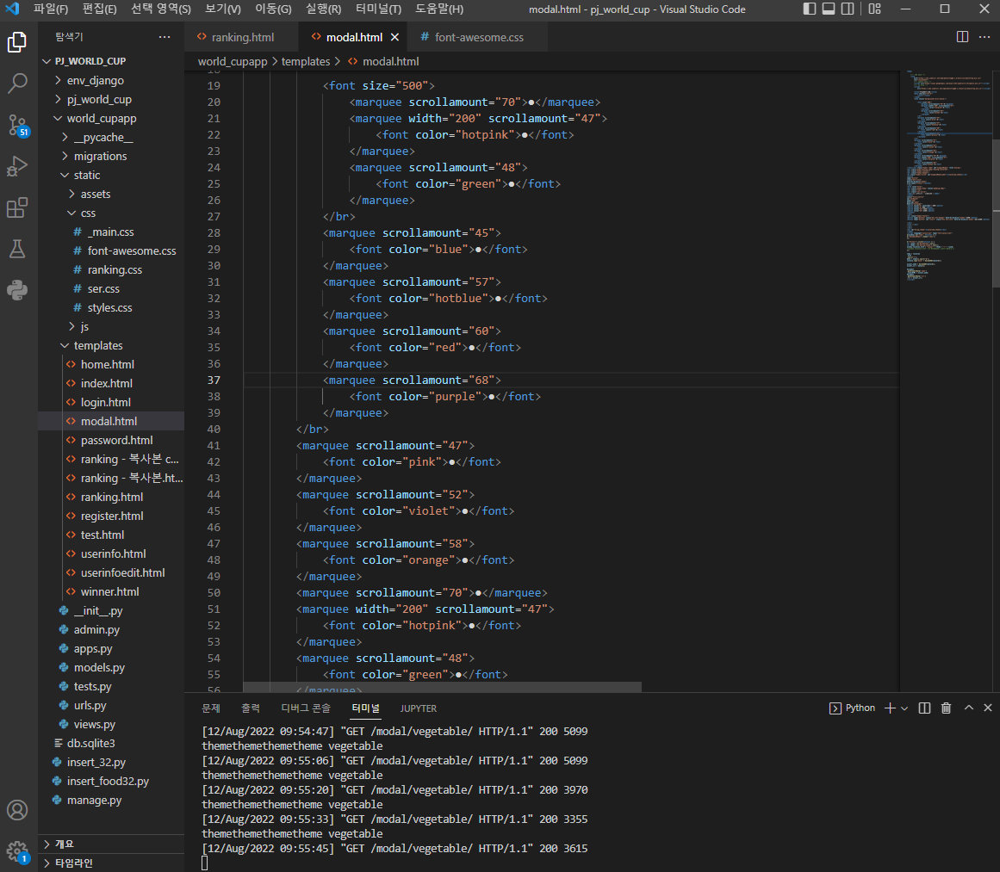 파일(F) 편집(E) 선택 영역(S) 보기(V) 이동(G) 실행(R) 터미널(T) 도움말(H) modal.html - pj_world_cup - Visual Studio Code
탐색기 ···
PJ_WORLD_CUP
env_django
pj_world_cup
world_cupapp
__pycache__
migrations
static
assets
css
# _main.css
# font-awesome.css
# ranking.css
# ser.css
# styles.css
js
templates
<> home.html
<> index.html
<> login.html
<> modal.html
<> password.html
<> ranking - 복사본 c...
<> ranking - 복사본.ht...
<> ranking.html
<> register.html
<> test.html
<> userinfo.html
<> userinfoedit.html
<> winner.html
__init__.py
admin.py
apps.py
models.py
tests.py
urls.py
views.py
db.sqlite3
insert_32.py
insert_food32.py
manage.py
개요
타임라인
51
1
<> ranking.html <> modal.html # font-awesome.css
world_cupapp > templates > <> modal.html
18
19 <font size="500">
20 <marquee scrollamount="70">●</marquee>
21 <marquee width="200" scrollamount="47">
22 <font color="hotpink">●</font>
23 </marquee>
24 <marquee scrollamount="48">
25 <font color="green">●</font>
26 </marquee>
27 </br>
28 <marquee scrollamount="45">
29 <font color="blue">●</font>
30 </marquee>
31 <marquee scrollamount="57">
32 <font color="hotblue">●</font>
33 </marquee>
34 <marquee scrollamount="60">
35 <font color="red">●</font>
36 </marquee>
37 <marquee scrollamount="68">
38 <font color="purple">●</font>
39 </marquee>
40 </br>
41 <marquee scrollamount="47">
42 <font color="pink">●</font>
43 </marquee>
44 <marquee scrollamount="52">
45 <font color="violet">●</font>
46 </marquee>
47 <marquee scrollamount="58">
48 <font color="orange">●</font>
49 </marquee>
50 <marquee scrollamount="70">●</marquee>
51 <marquee width="200" scrollamount="47">
52 <font color="hotpink">●</font>
53 </marquee>
54 <marquee scrollamount="48">
55 <font color="green">●</font>
56 </marquee>
문제 출력 디버그 콘솔 터미널 JUPYTER Python
[12/Aug/2022 09:54:47] "GET /modal/vegetable/ HTTP/1.1" 200 5099
themethemethemetheme vegetable
[12/Aug/2022 09:55:06] "GET /modal/vegetable/ HTTP/1.1" 200 5099
themethemethemetheme vegetable
[12/Aug/2022 09:55:20] "GET /modal/vegetable/ HTTP/1.1" 200 3970
themethemethemetheme vegetable
[12/Aug/2022 09:55:33] "GET /modal/vegetable/ HTTP/1.1" 200 3355
themethemethemetheme vegetable
[12/Aug/2022 09:55:45] "GET /modal/vegetable/ HTTP/1.1" 200 3615